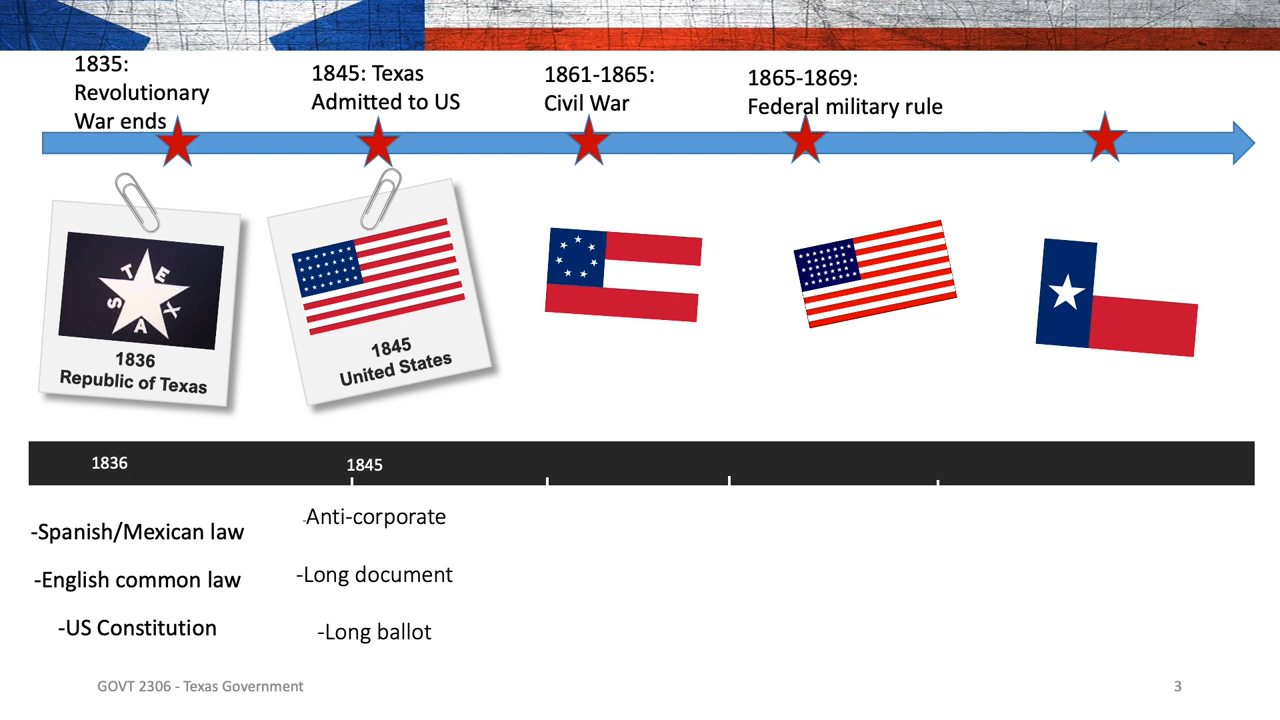 1835:
Revolutionary
War ends
1845: Texas
Admitted to US
1861-1865:
Civil War
1865-1869:
Federal military rule
TEXAS
1836
Republic of Texas
1845
United States
1836
1845
-Spanish/Mexican law
-English common law
-US Constitution
-Anti-corporate
-Long document
-Long ballot
GOVT 2306 - Texas Government
3